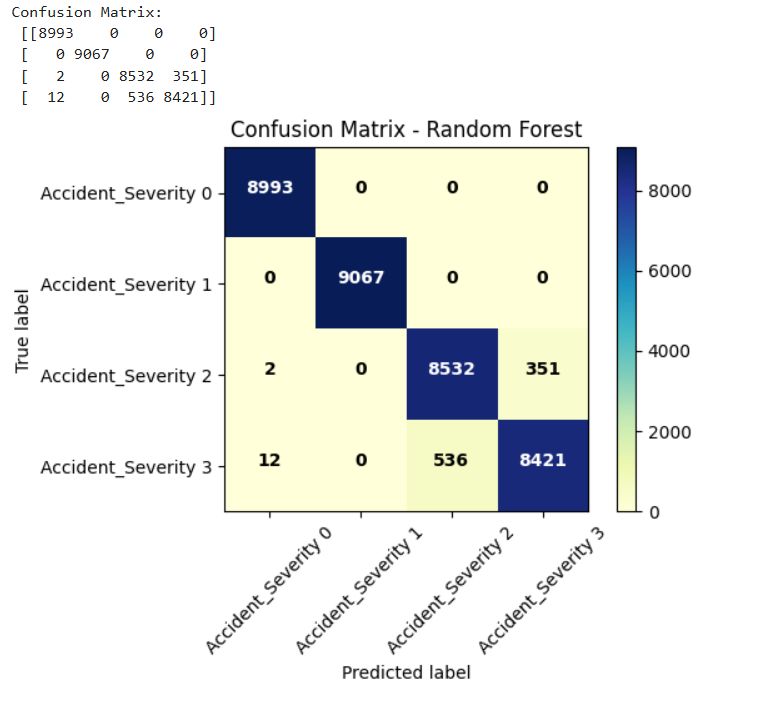 Confusion Matrix:
[[8993    0    0    0]
[   0 9067    0    0]
[   2    0 8532  351]
[  12    0  536 8421]]
Confusion Matrix - Random Forest
Accident_Severity 0
8993 0 0 0
Accident_Severity 1
0 9067 0 0
Accident_Severity 2
2 0 8532 351
Accident_Severity 3
12 0 536 8421
True label
Accident_Severity 0
Accident_Severity 1
Accident_Severity 2
Accident_Severity 3
Predicted label
8000
6000
4000
2000
0